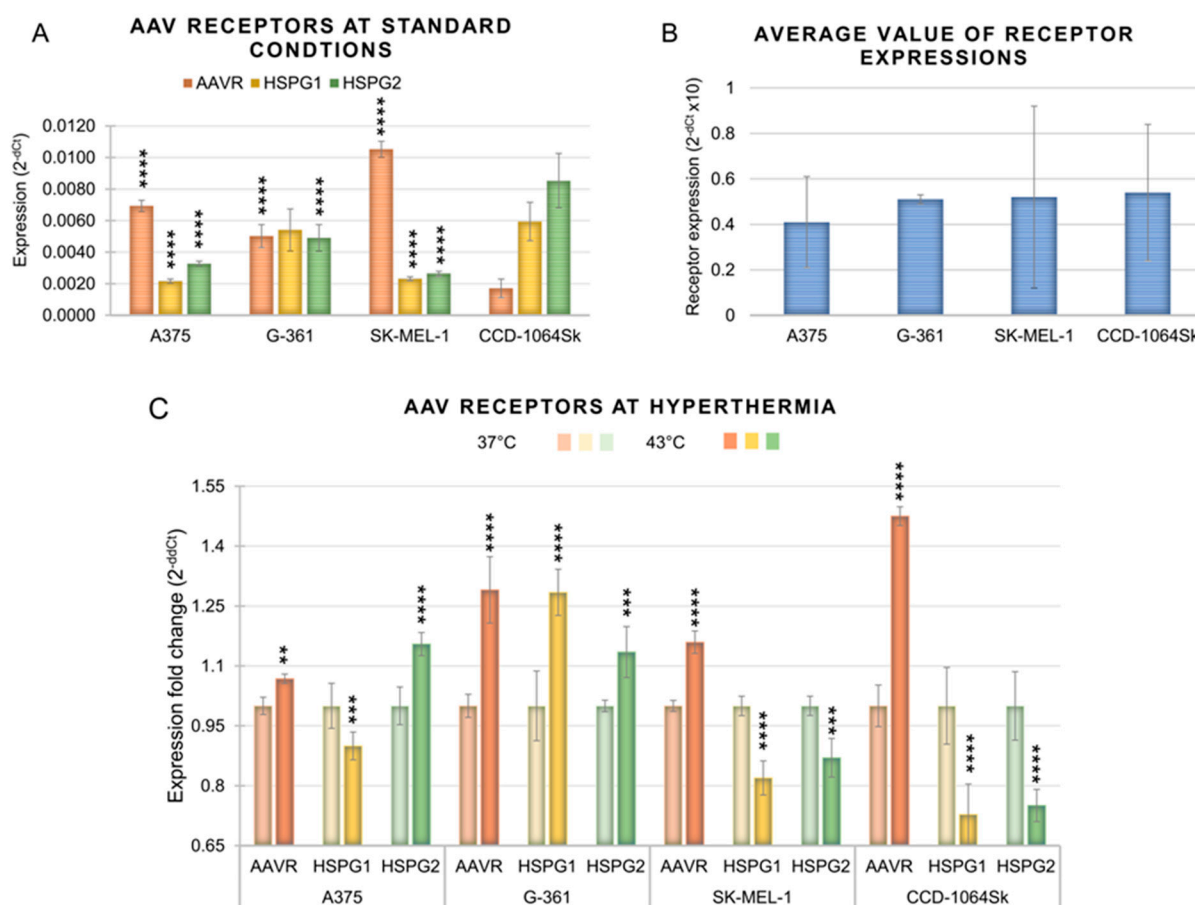 A
AAV RECEPTORS AT STANDARD
CONDTIONS
AAVR HSPG1 HSPG2
Expression (2-dCt)
0.0120
0.0100
0.0080
0.0060
0.0040
0.0020
0.0000
****
****
****
****
****
****
****
****
A375 G-361 SK-MEL-1 CCD-1064Sk
B
AVERAGE VALUE OF RECEPTOR
EXPRESSIONS
Receptor expression (2-dCt x10)
1
0.8
0.6
0.4
0.2
0
A375 G-361 SK-MEL-1 CCD-1064Sk
C
AAV RECEPTORS AT HYPERTHERMIA
37°C 43°C
Expression fold change (2-ddCt)
1.55
1.4
1.25
1.1
0.95
0.8
0.65
**
***
****
****
****
***
****
****
***
****
****
****
AAVR HSPG1 HSPG2 AAVR HSPG1 HSPG2 AAVR HSPG1 HSPG2 AAVR HSPG1 HSPG2
A375 G-361 SK-MEL-1 CCD-1064Sk